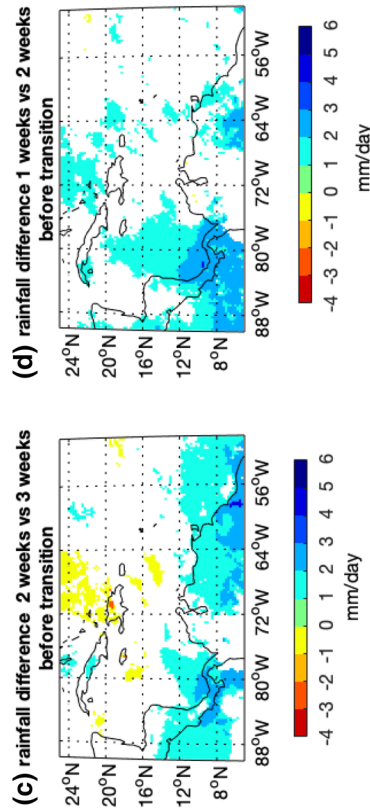 (c) rainfall difference 2 weeks vs 3 weeks
before transition
24°N
20°N
16°N
12°N
8°N
88°W 80°W 72°W 64°W 56°W
-4 -3 -2 -1 0 1 2 3 4 5 6
mm/day
(d) rainfall difference 1 weeks vs 2 weeks
before transition
24°N
20°N
16°N
12°N
8°N
88°W 80°W 72°W 64°W 56°W
-4 -3 -2 -1 0 1 2 3 4 5 6
mm/day